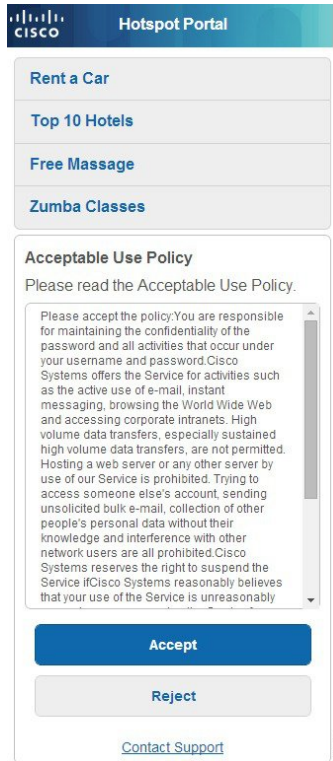 cisco
Hotspot Portal
Rent a Car
Top 10 Hotels
Free Massage
Zumba Classes
Acceptable Use Policy
Please read the Acceptable Use Policy.
Please accept the policy:You are responsible
for maintaining the confidentiality of the
password and all activities that occur under
your username and password.Cisco
Systems offers the Service for activities such
as the active use of e-mail, instant
messaging, browsing the World Wide Web
and accessing corporate intranets. High
volume data transfers, especially sustained
high volume data transfers, are not permitted.
Hosting a web server or any other server by
use of our Service is prohibited. Trying to
access someone else's account, sending
unsolicited bulk e-mail, collection of other
people's personal data without their
knowledge and interference with other
network users are all prohibited.Cisco
Systems reserves the right to suspend the
Service ifCisco Systems reasonably believes
that your use of the Service is unreasonably
Accept
Reject
Contact Support